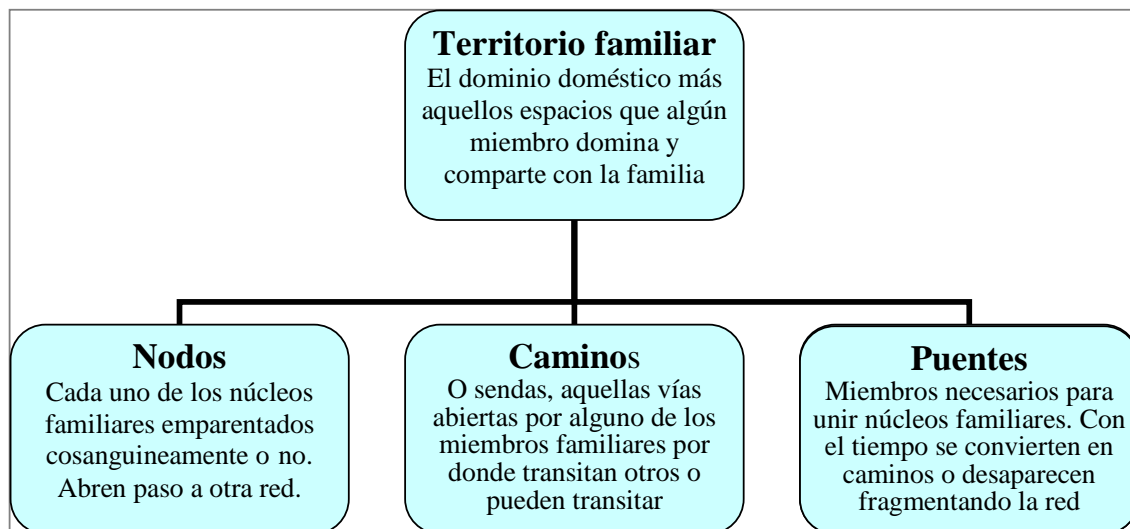 Territorio familiar
El dominio doméstico más
aquellos espacios que algún
miembro domina y
comparte con la familia
Nodos
Cada uno de los núcleos
familiares emparentados
cosanguineamente o no.
Abren paso a otra red.
Caminos
O sendas, aquellas vías
abiertas por alguno de los
miembros familiares por
donde transitan otros o
pueden transitar
Puentes
Miembros necesarios para
unir núcleos familiares. Con
el tiempo se convierten en
caminos o desaparecen
fragmentando la red